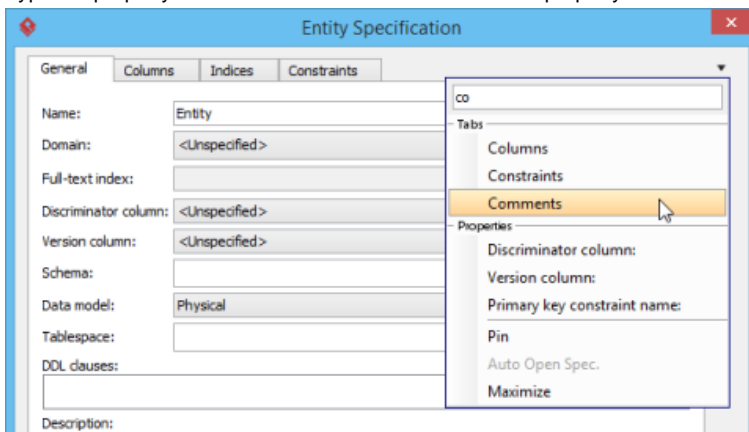 Entity Specification
General Columns Indices Constraints
Name: Entity
Domain: <Unspecified>
Full-text index:
Discriminator column: <Unspecified>
Version column: <Unspecified>
Schema:
Data model: Physical
Tablespace:
DDL clauses:
Description:
co
Tabs
Columns
Constraints
Comments
Properties
Discriminator column:
Version column:
Primary key constraint name:
Pin
Auto Open Spec.
Maximize